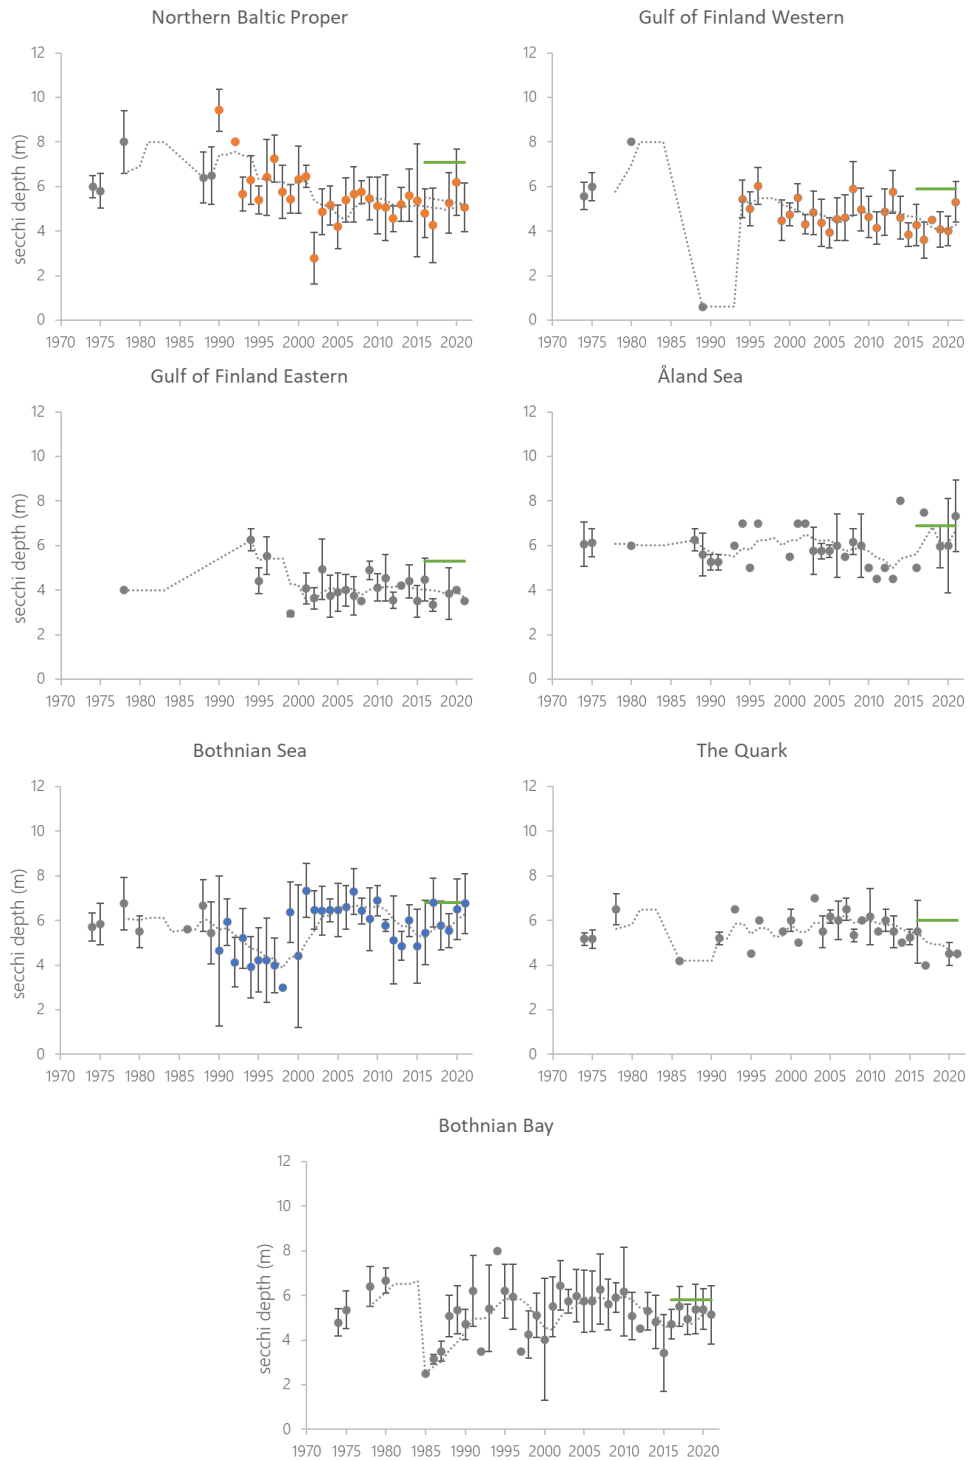 Northern Baltic Proper
12
10
8
6
4
2
0
secchi depth (m)
1970 1975 1980 1985 1990 1995 2000 2005 2010 2015 2020
Gulf of Finland Western
12
10
8
6
4
2
0
1970 1975 1980 1985 1990 1995 2000 2005 2010 2015 2020
Gulf of Finland Eastern
12
10
8
6
4
2
0
secchi depth (m)
1970 1975 1980 1985 1990 1995 2000 2005 2010 2015 2020
Åland Sea
12
10
8
6
4
2
0
1970 1975 1980 1985 1990 1995 2000 2005 2010 2015 2020
Bothnian Sea
12
10
8
6
4
2
0
secchi depth (m)
1970 1975 1980 1985 1990 1995 2000 2005 2010 2015 2020
The Quark
12
10
8
6
4
2
0
1970 1975 1980 1985 1990 1995 2000 2005 2010 2015 2020
Bothnian Bay
12
10
8
6
4
2
0
secchi depth (m)
1970 1975 1980 1985 1990 1995 2000 2005 2010 2015 2020